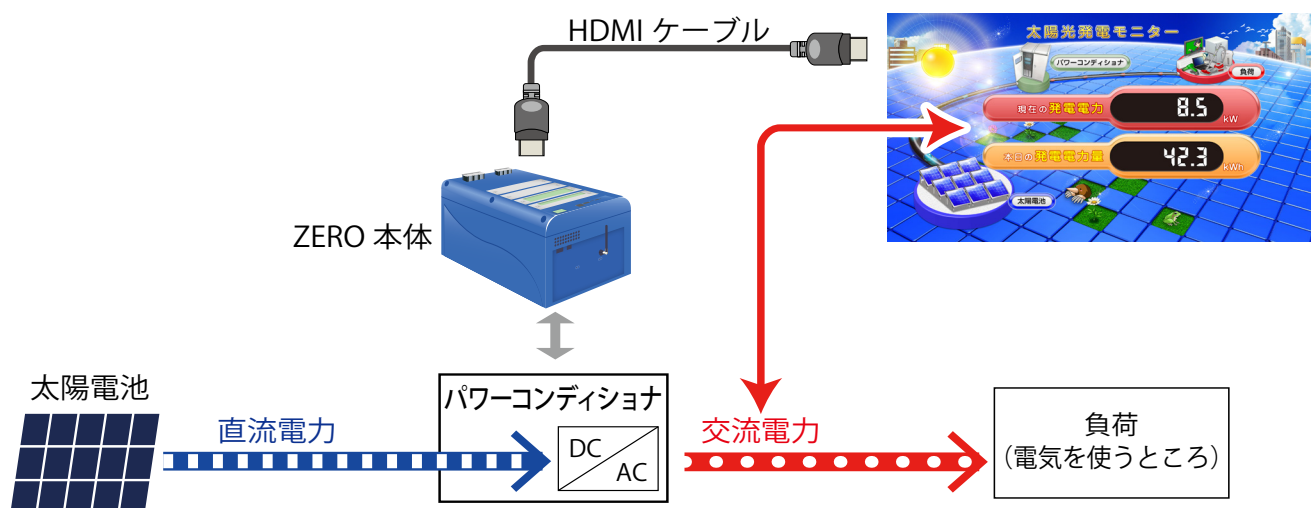 HDMI ケーブル
太陽光発電モニター
パワーコンディショナ
負荷
現在の発電電力
8.5
kW
本日の発電電力量
42.3
kWh
太陽電池
ZERO 本体
太陽電池
直流電力
パワーコンディショナ
DC
AC
交流電力
負荷
（電気を使うところ）